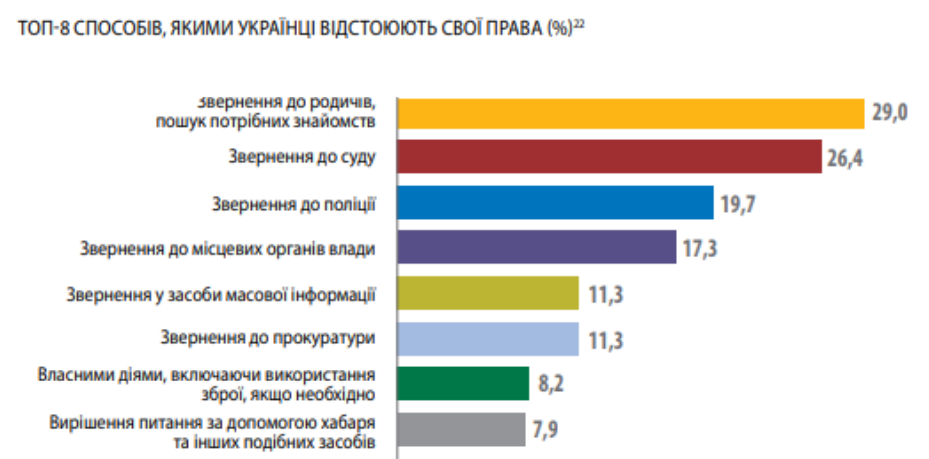 ТОП-8 СПОСОБІВ, ЯКИМИ УКРАЇНЦІ ВІДСТОЮЮТЬ СВОЇ ПРАВА (%)²²
Звернення до родичів,
пошук потрібних знайомств
29,0
Звернення до суду
26,4
Звернення до поліції
19,7
Звернення до місцевих органів влади
17,3
Звернення у засоби масової інформації
11,3
Звернення до прокуратури
11,3
Власними діями, включаючи використання
зброї, якщо необхідно
8,2
Вирішення питання за допомогою хабаря
та інших подібних засобів
7,9